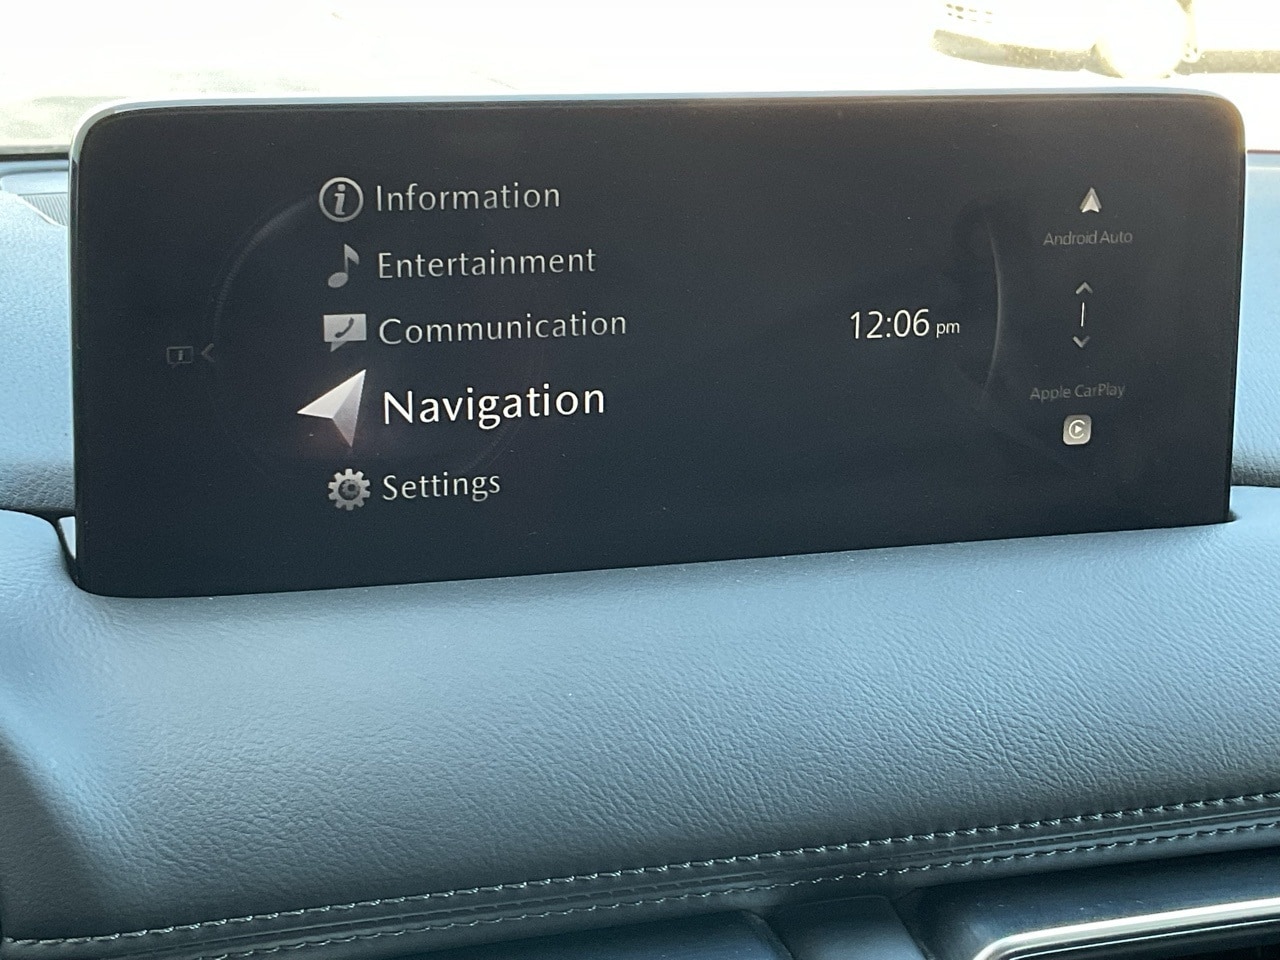 Information
Entertainment
Communication
Navigation
Settings
12:06 pm
Android Auto
Apple CarPlay